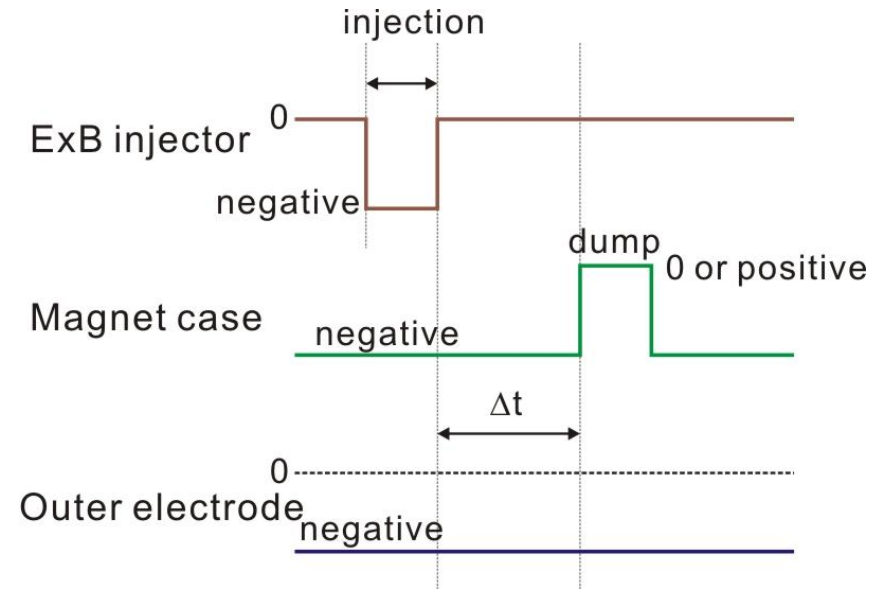 injection
0
ExB injector
negative
dump
0 or positive
Magnet case
negative
Δt
0
Outer electrode
negative